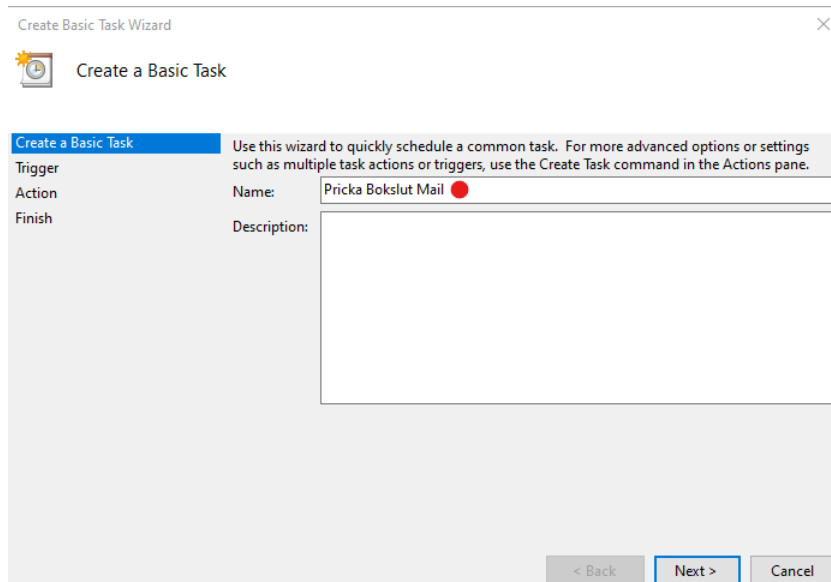 Create Basic Task Wizard
Create a Basic Task
Create a Basic Task
Trigger
Action
Finish
Use this wizard to quickly schedule a common task.  For more advanced options or settings
such as multiple task actions or triggers, use the Create Task command in the Actions pane.
Name:
Pricka Bokslut Mail
Description:
< Back
Next >
Cancel